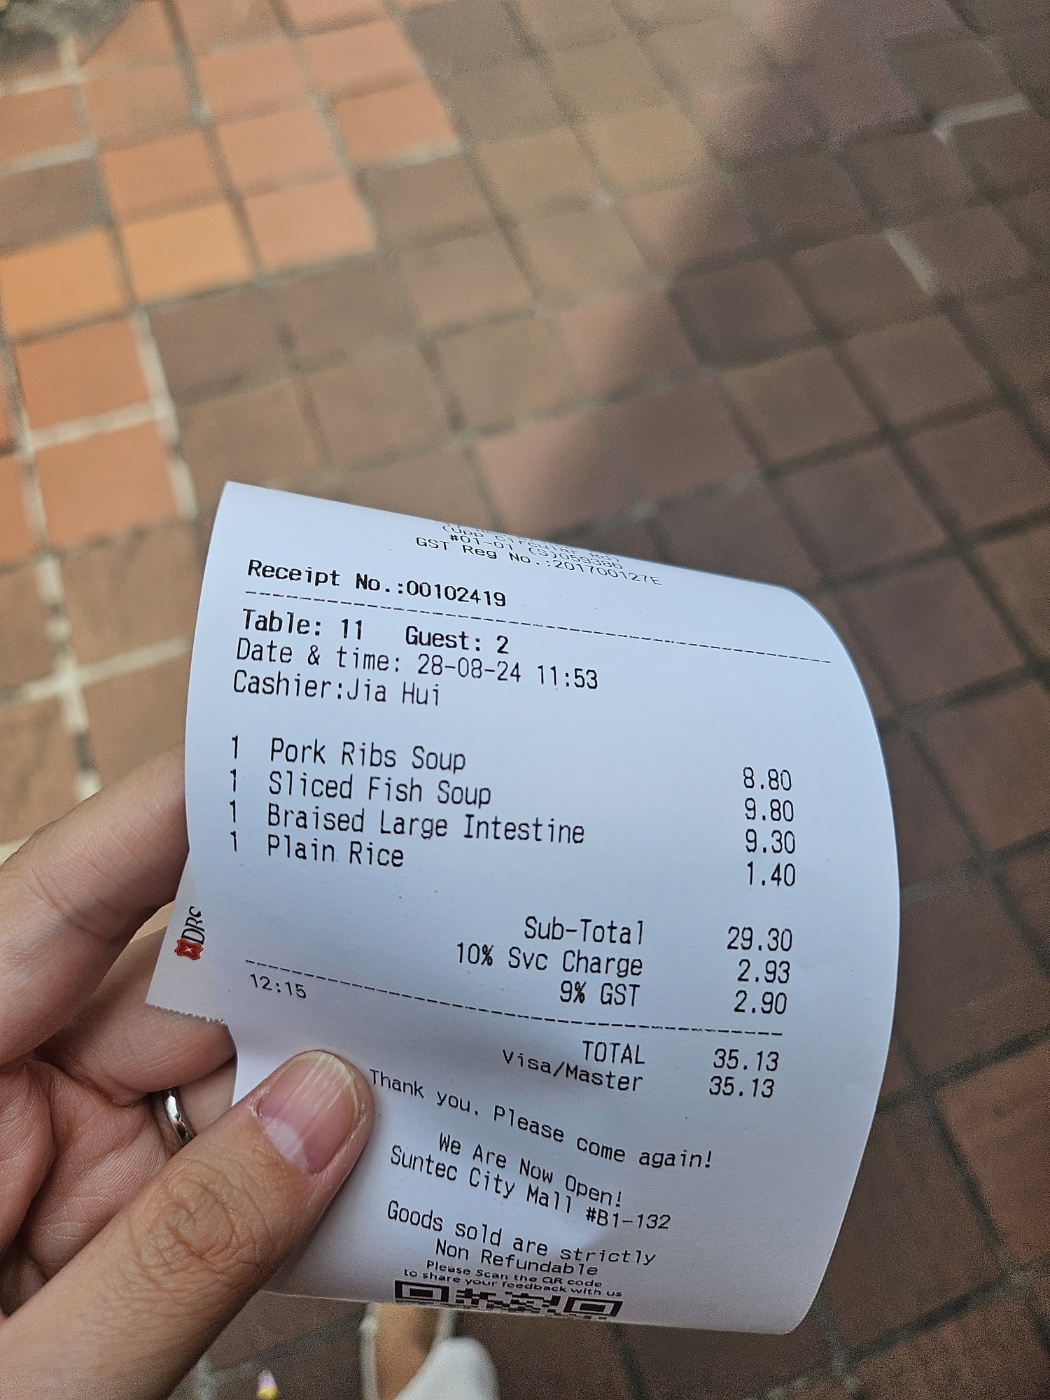 #01-01 (S)059386
GST Reg No.:201700127E
Receipt No.:00102419
Table: 11 Guest: 2
Date & time: 28-08-24 11:53
Cashier:Jia Hui
1 Pork Ribs Soup 8.80
1 Sliced Fish Soup 9.80
1 Braised Large Intestine 9.30
1 Plain Rice 1.40
Sub-Total 29.30
10% Svc Charge 2.93
9% GST 2.90
12:15
TOTAL 35.13
Visa/Master 35.13
Thank you. Please come again!
We Are Now Open!
Suntec City Mall #B1-132
Goods sold are strictly
Non Refundable
Please Scan the QR code
to share your feedback with us